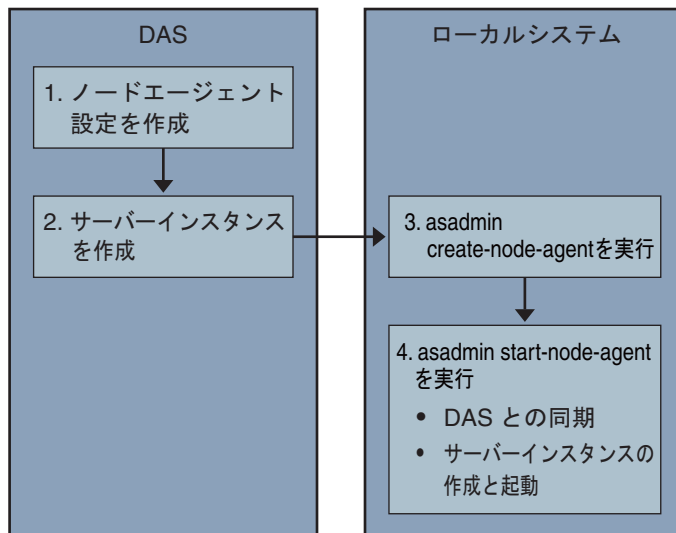 DAS
1. ノードエージェント
設定を作成
2. サーバーインスタンス
を作成
ローカルシステム
3. asadmin
create-node-agentを実行
4. asadmin start-node-agent
を実行
• DAS との同期
• サーバーインスタンスの
作成と起動